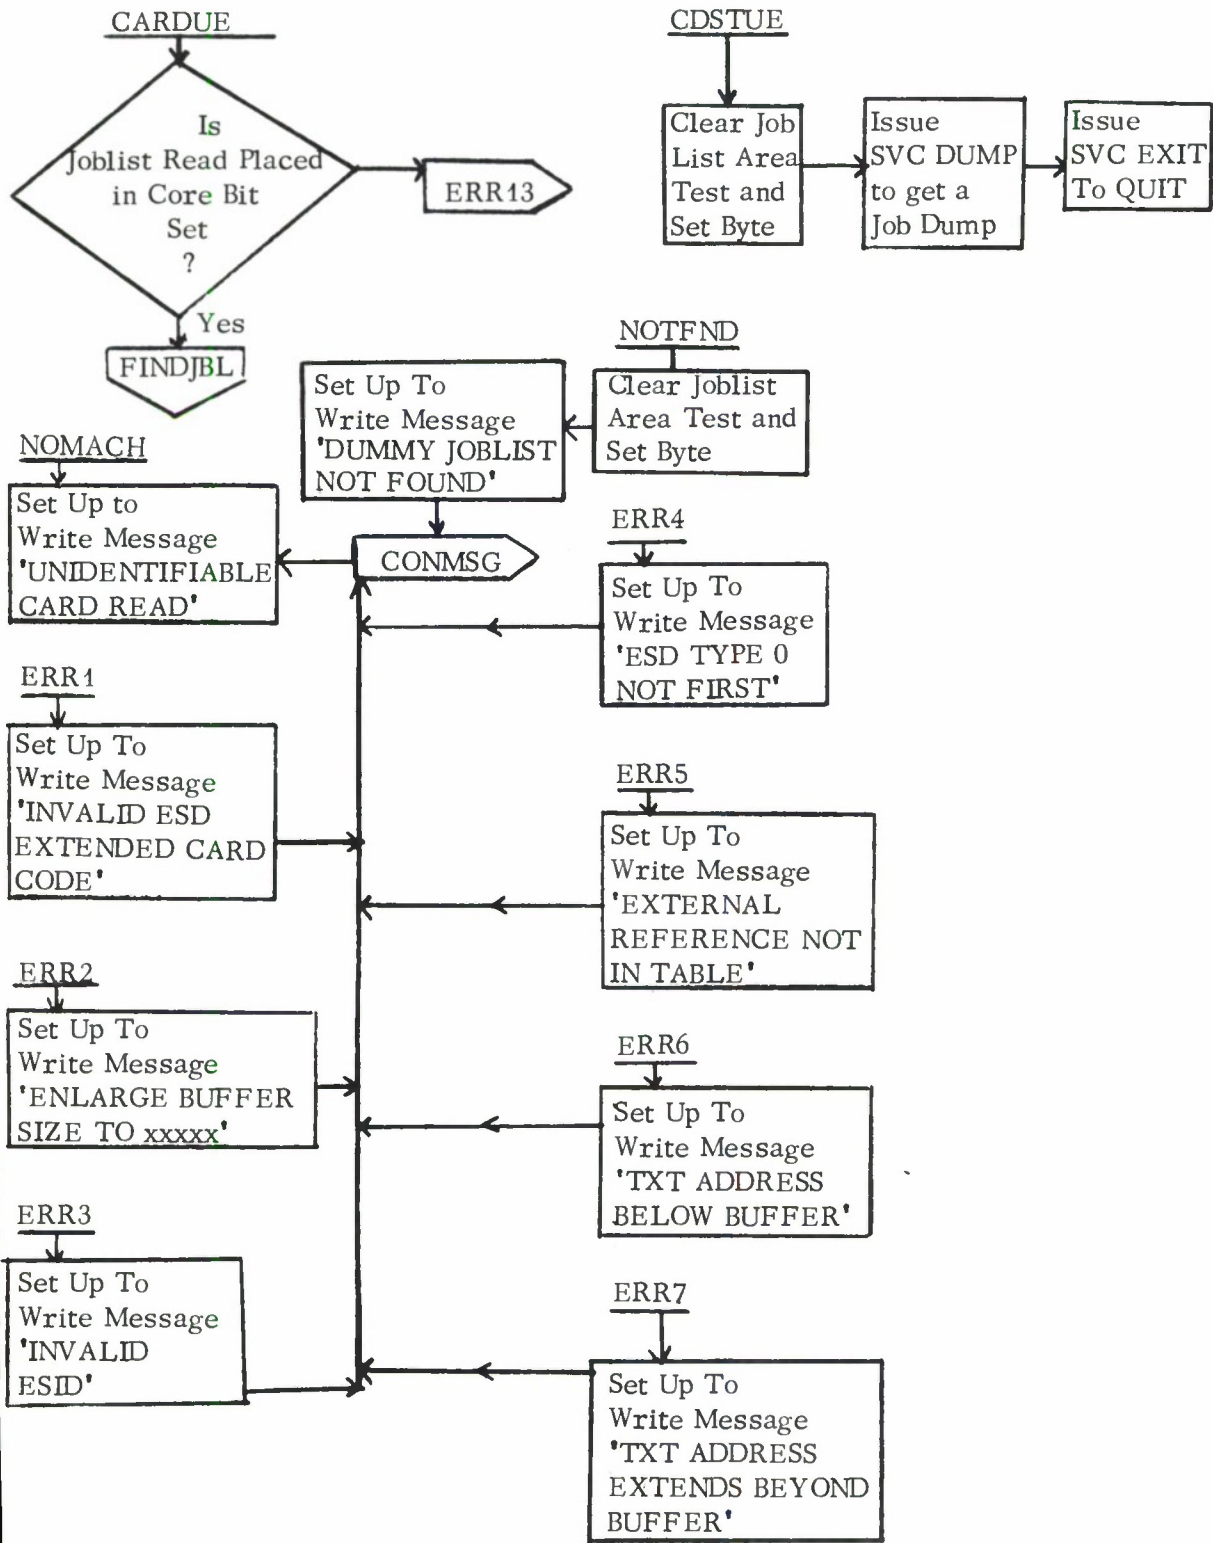 CARDUE
Is
Joblist Read Placed
in Core Bit
Set
?
ERR13
Yes
FINDJBL
CDSTUE
Clear Job
List Area
Test and
Set Byte
Issue
SVC DUMP
to get a
Job Dump
Issue
SVC EXIT
To QUIT
NOTFND
Clear Joblist
Area Test and
Set Byte
Set Up To
Write Message
'DUMMY JOBLIST
NOT FOUND'
CONMSG
NOMACH
Set Up to
Write Message
'UNIDENTIFIABLE
CARD READ'
ERR4
Set Up To
Write Message
'ESD TYPE 0
NOT FIRST'
ERR1
Set Up To
Write Message
'INVALID ESD
EXTENDED CARD
CODE'
ERR5
Set Up To
Write Message
'EXTERNAL
REFERENCE NOT
IN TABLE'
ERR2
Set Up To
Write Message
'ENLARGE BUFFER
SIZE TO xxxxx'
ERR6
Set Up To
Write Message
'TXT ADDRESS
BELOW BUFFER'
ERR3
Set Up To
Write Message
'INVALID
ESID'
ERR7
Set Up To
Write Message
'TXT ADDRESS
EXTENDS BEYOND
BUFFER'